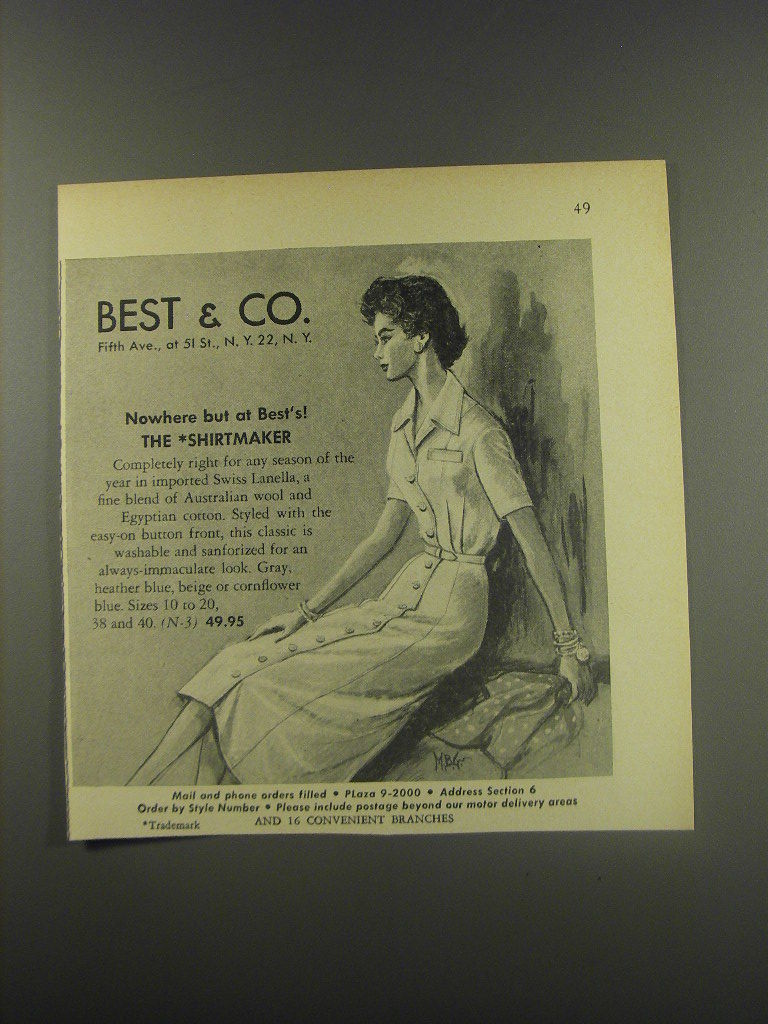 49
BEST & CO.
Fifth Ave., at 51 St., N. Y. 22, N. Y.
Nowhere but at Best's!
THE *SHIRTMAKER
Completely right for any season of the
year in imported Swiss Lanella, a
fine blend of Australian wool and
Egyptian cotton. Styled with the
easy-on button front, this classic is
washable and sanforized for an
always-immaculate look. Gray,
heather blue, beige or cornflower
blue. Sizes 10 to 20,
38 and 40. (N-3) 49.95
M.B.G.
Mail and phone orders filled • PLaza 9-2000 • Address Section 6
Order by Style Number • Please include postage beyond our motor delivery areas
*Trademark AND 16 CONVENIENT BRANCHES